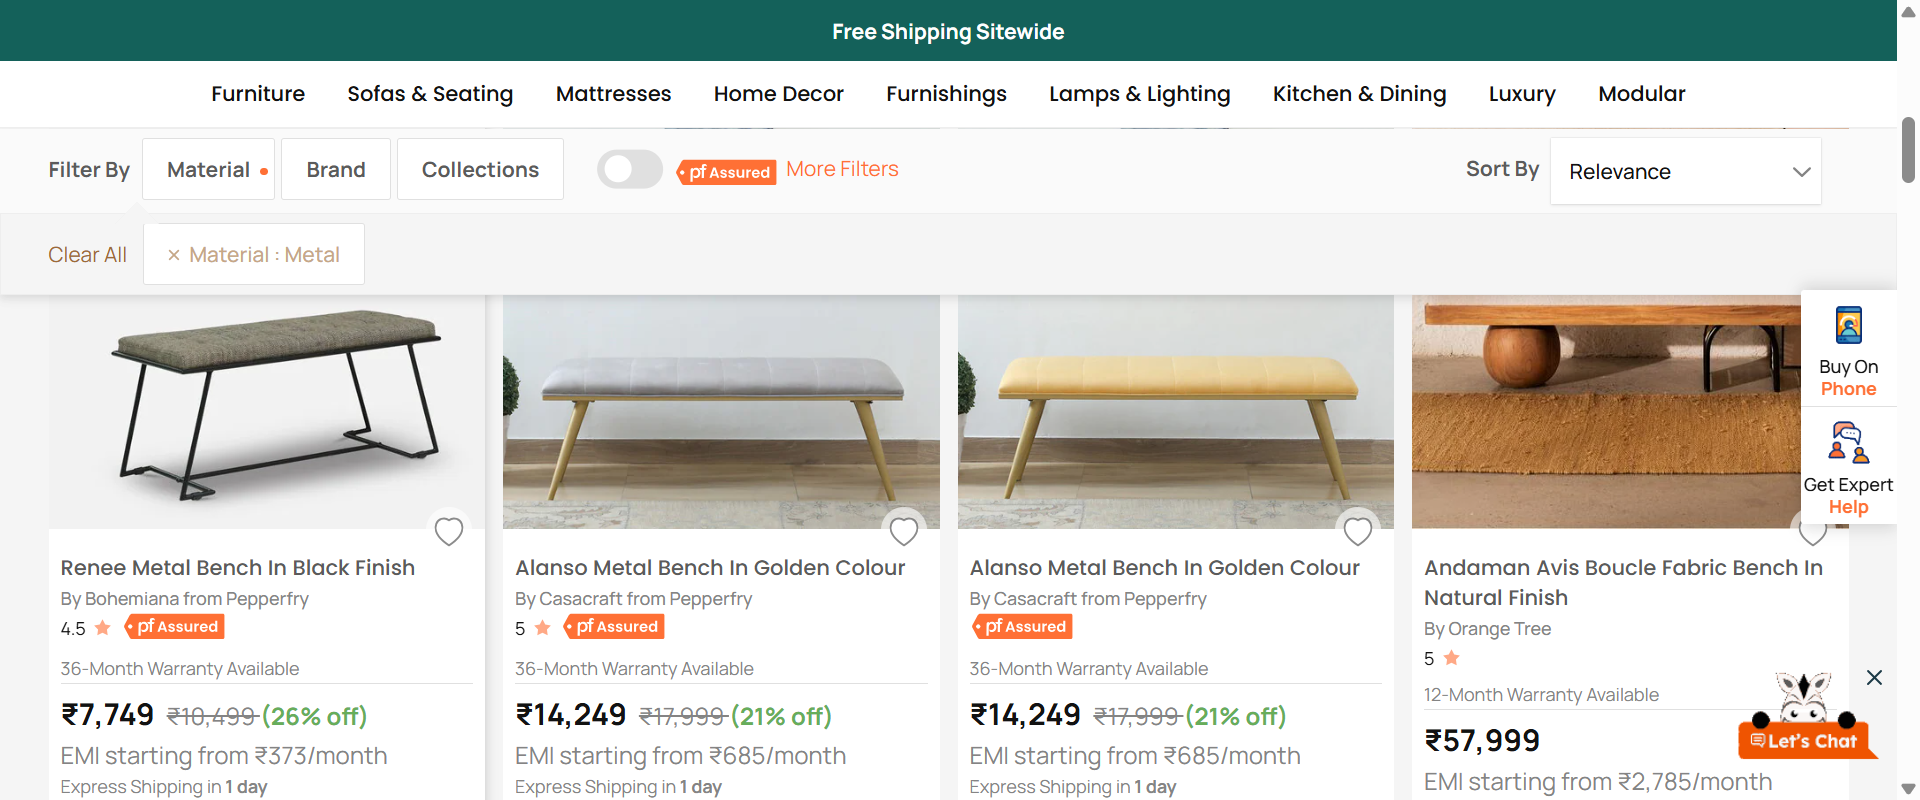 Free Shipping Sitewide
Furniture Sofas & Seating Mattresses Home Decor Furnishings Lamps & Lighting Kitchen & Dining Luxury Modular
Filter By Material Brand Collections pf Assured More Filters Sort By Relevance
Clear All × Material : Metal
Buy On
Phone
Get Expert
Help
Renee Metal Bench In Black Finish
By Bohemiana from Pepperfry
4.5 pf Assured
36-Month Warranty Available
₹7,749 ₹10,499 (26% off)
EMI starting from ₹373/month
Express Shipping in 1 day
Alanso Metal Bench In Golden Colour
By Casacraft from Pepperfry
5 pf Assured
36-Month Warranty Available
₹14,249 ₹17,999 (21% off)
EMI starting from ₹685/month
Express Shipping in 1 day
Alanso Metal Bench In Golden Colour
By Casacraft from Pepperfry
pf Assured
36-Month Warranty Available
₹14,249 ₹17,999 (21% off)
EMI starting from ₹685/month
Express Shipping in 1 day
Andaman Avis Boucle Fabric Bench In
Natural Finish
By Orange Tree
5
12-Month Warranty Available
₹57,999
EMI starting from ₹2,785/month
Let's Chat